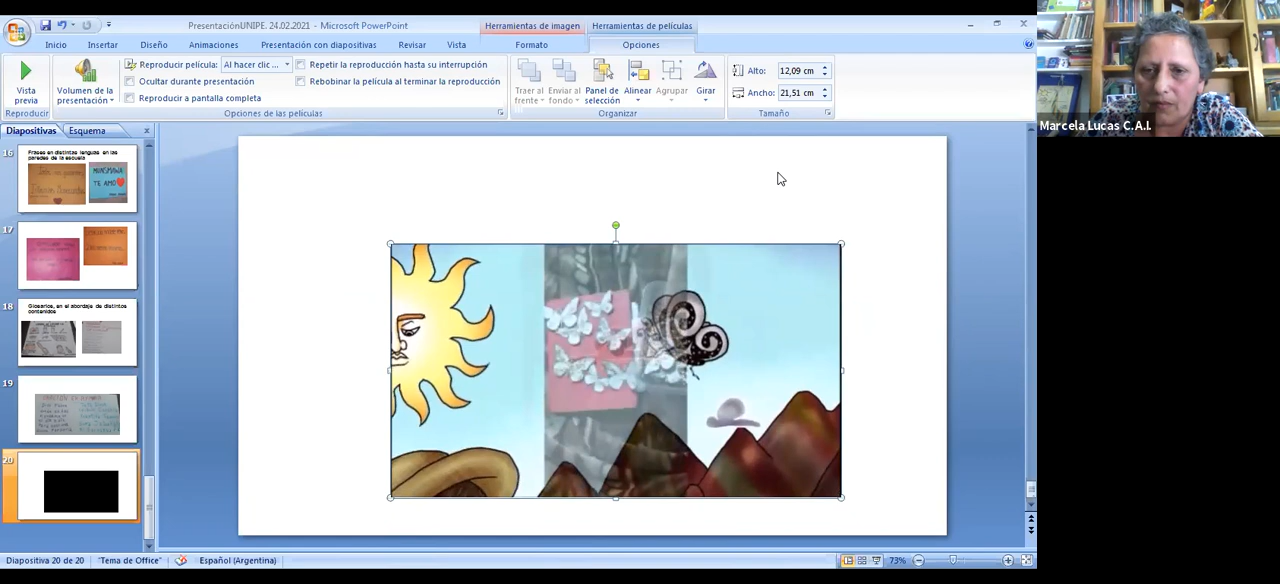 PresentaciónUNIPE. 24.02.2021 - Microsoft PowerPoint
Herramientas de imagen
Herramientas de películas
Inicio
Insertar
Diseño
Animaciones
Presentación con diapositivas
Revisar
Vista
Formato
Opciones
Vista previa
Volumen de la presentación
Reproducir película: Al hacer clic ...
Ocultar durante presentación
Reproducir a pantalla completa
Repetir la reproducción hasta su interrupción
Rebobinar la película al terminar la reproducción
Traer al frente
Enviar al fondo
Panel de selección
Alinear
Agrupar
Girar
Alto: 12,09 cm
Ancho: 21,51 cm
Reproducir
Opciones de las películas
Organizar
Tamaño
Diapositivas
Esquema
16
Frases en distintas lenguas en las paredes de la escuela
MUNSMAWA
TE AMO
17
18
Glosarios, en el abordaje de distintos contenidos
19
20
Marcela Lucas C.A.I.
Diapositiva 20 de 20
"Tema de Office"
Español (Argentina)
73%